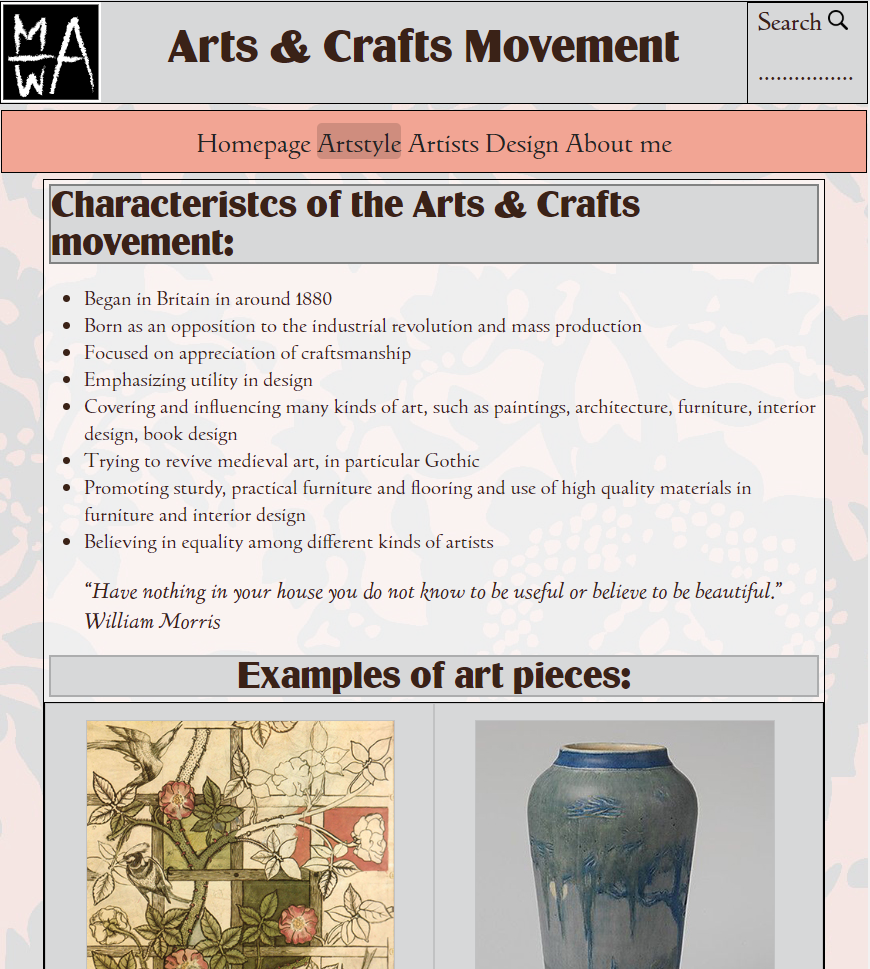 MAWA
Arts & Crafts Movement
Search
................
Homepage Artstyle Artists Design About me
Characteristcs of the Arts & Crafts
movement:
• Began in Britain in around 1880
• Born as an opposition to the industrial revolution and mass production
• Focused on appreciation of craftsmanship
• Emphasizing utility in design
• Covering and influencing many kinds of art, such as paintings, architecture, furniture, interior
design, book design
• Trying to revive medieval art, in particular Gothic
• Promoting sturdy, practical furniture and flooring and use of high quality materials in
furniture and interior design
• Believing in equality among different kinds of artists
“Have nothing in your house you do not know to be useful or believe to be beautiful.”
William Morris
Examples of art pieces: